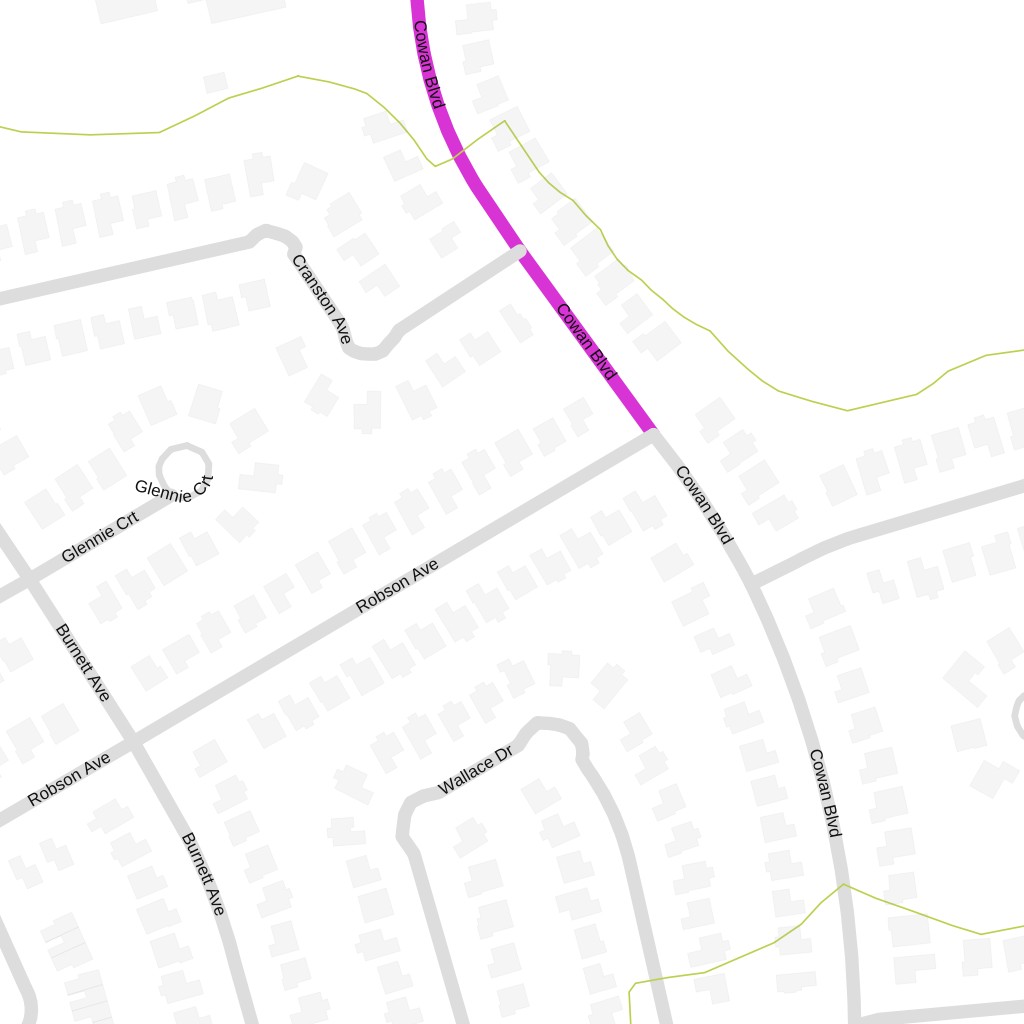 Cowan Blvd
Cranston Ave
Cowan Blvd
Glennie Crt
Cowan Blvd
Glennie Crt
Robson Ave
Burnett Ave
Wallace Dr
Cowan Blvd
Robson Ave
Burnett Ave